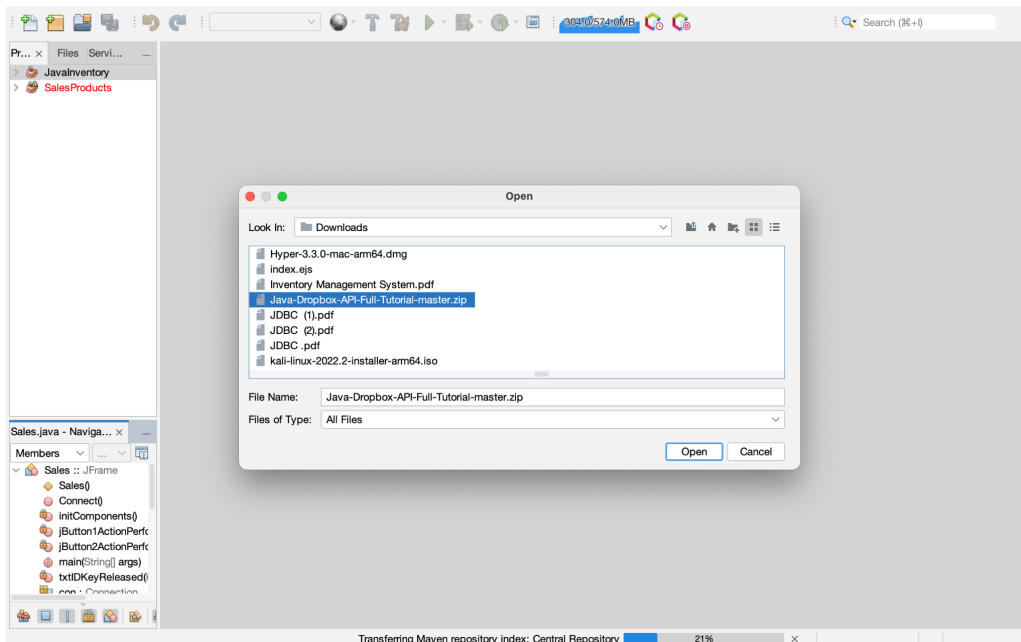 304.0/574.0MB
Search (⌘+I)
Pr...
Files
Servi...
JavaInventory
SalesProducts
Open
Look In:
Downloads
Hyper-3.3.0-mac-arm64.dmg
index.ejs
Inventory Management System.pdf
Java-Dropbox-API-Full-Tutorial-master.zip
JDBC (1).pdf
JDBC (2).pdf
JDBC .pdf
kali-linux-2022.2-installer-arm64.iso
File Name:
Java-Dropbox-API-Full-Tutorial-master.zip
Files of Type:
All Files
Open
Cancel
Sales.java - Naviga...
Members
...
Sales :: JFrame
Sales()
Connect()
initComponents()
jButton1ActionPerfo
jButton2ActionPerfo
main(String[] args)
txtIDKeyReleased(
con : Connection
Transferring Maven repository index: Central Repository
21%